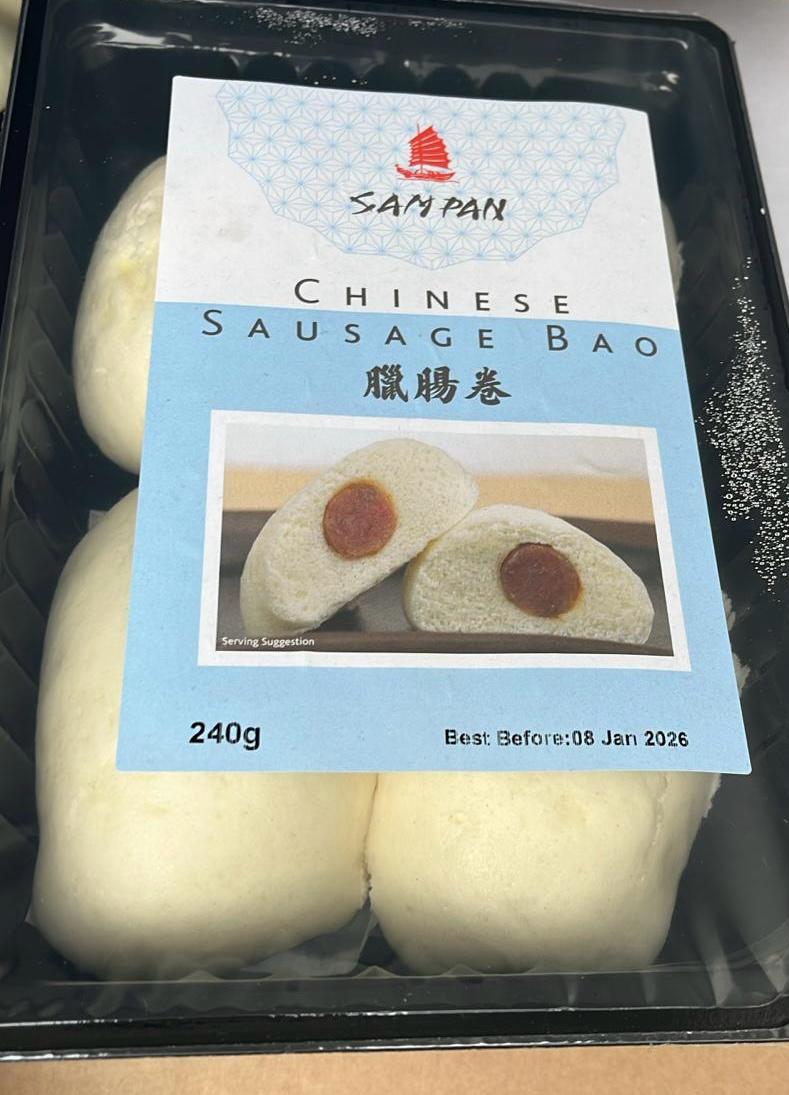 SAMPAN
CHINESE
SAUSAGE BAO
臘腸卷
Serving Suggestion
240g
Best Before:08 Jan 2026